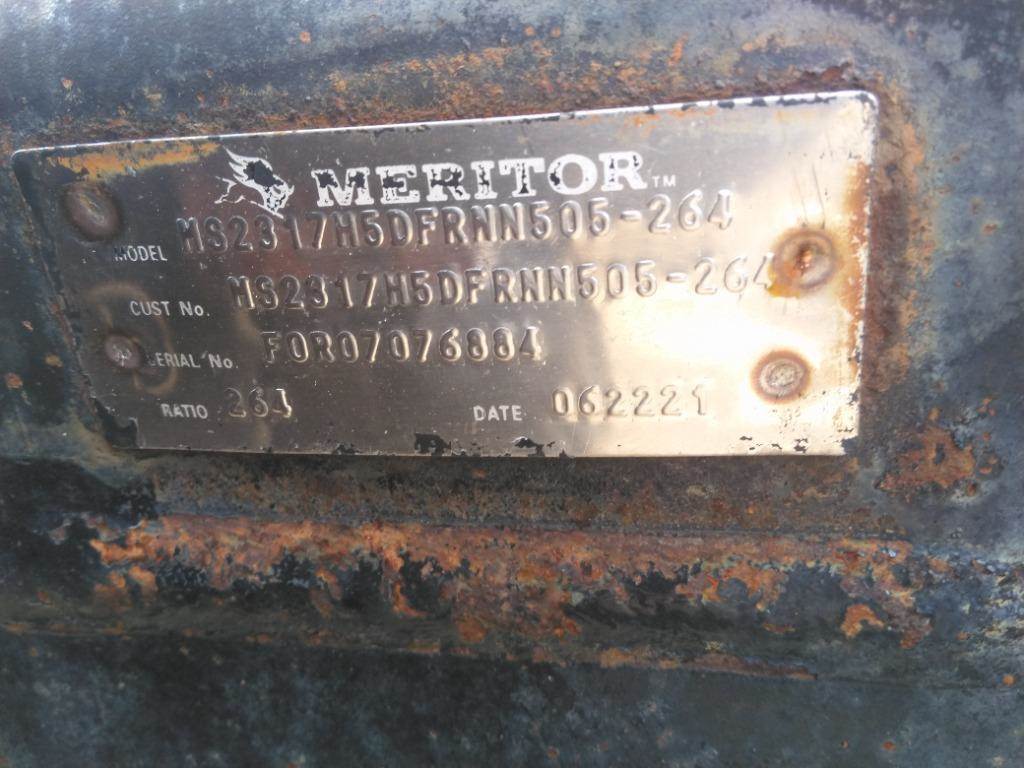 MERITOR™
MODEL MS2317H5DFRNN505-264
CUST No. MS2317H5DFRNN505-264
SERIAL No. FOR07076884
RATIO 264 DATE 062221